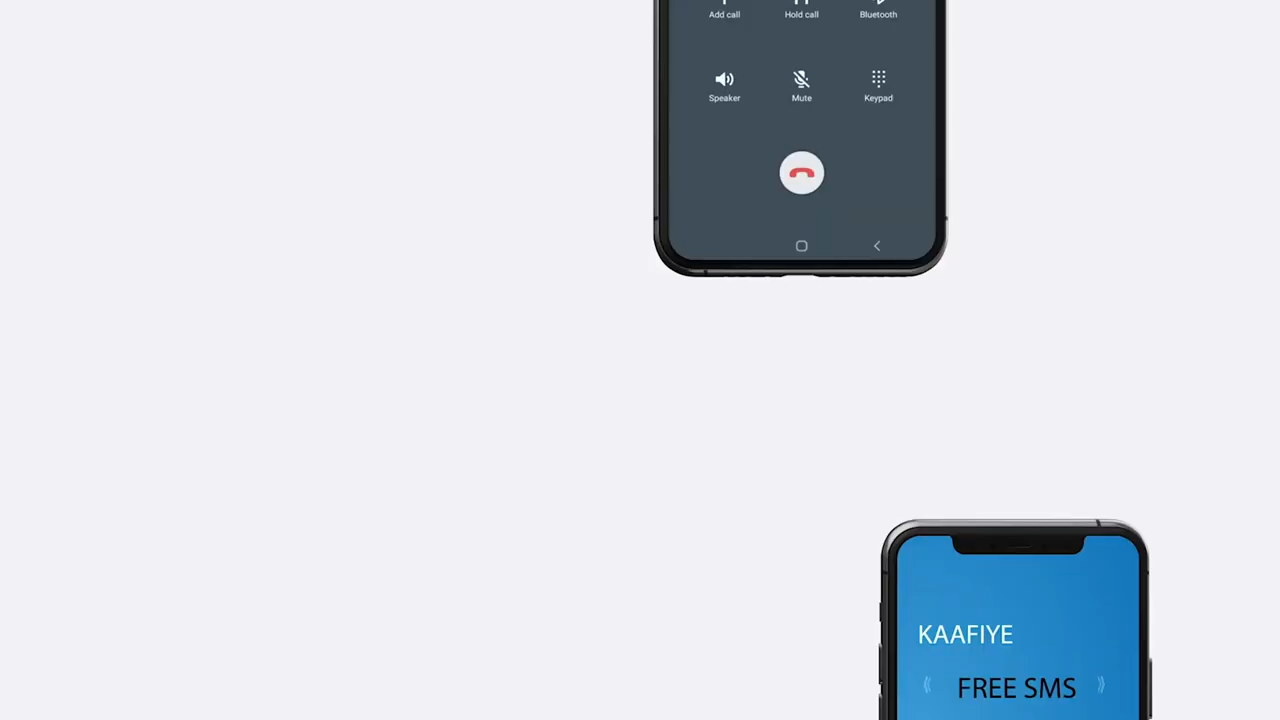 Add call Hold call Bluetooth
Speaker Mute Keypad
KAAFIYE
FREE SMS